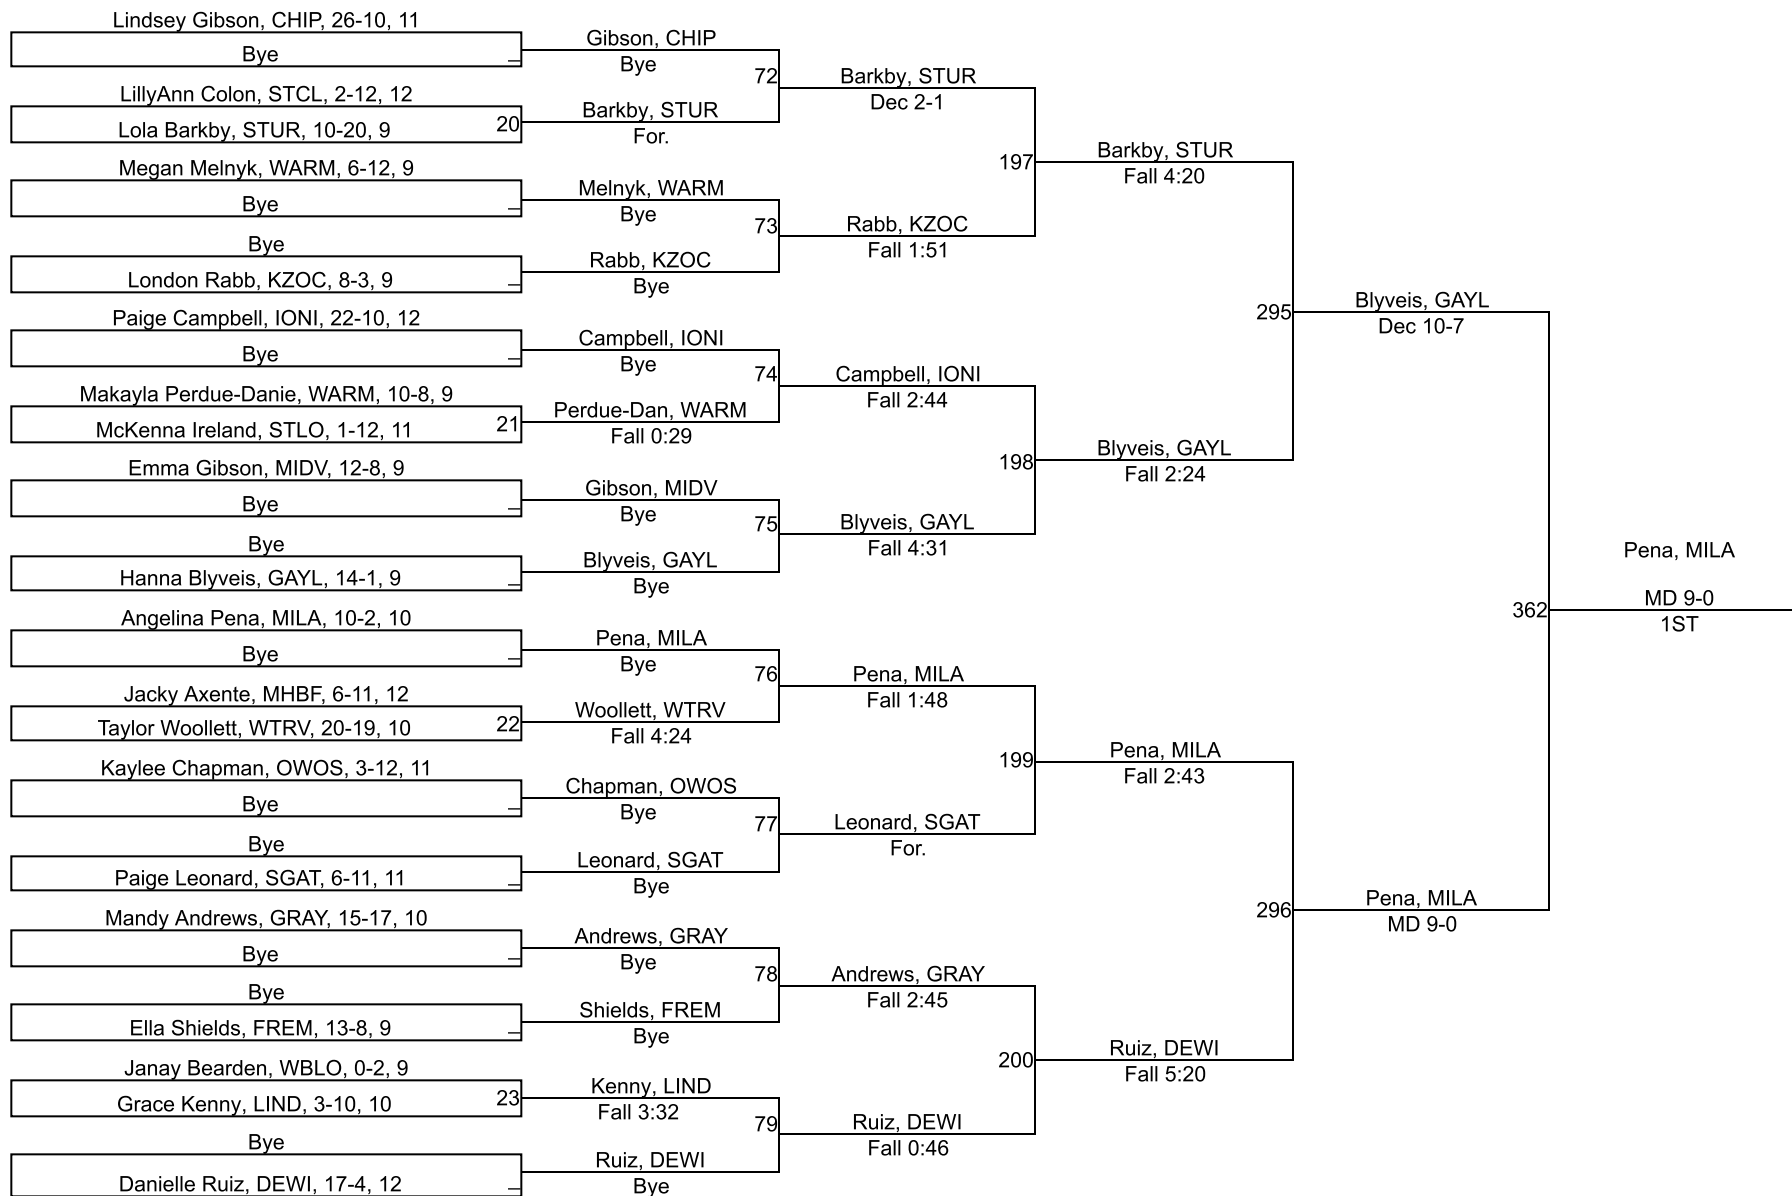 Lindsey Gibson, CHIP, 26-10, 11
Bye
LillyAnn Colon, STCL, 2-12, 12
Lola Barkby, STUR, 10-20, 9
20
Megan Melnyk, WARM, 6-12, 9
Bye
Bye
London Rabb, KZOC, 8-3, 9
Paige Campbell, IONI, 22-10, 12
Bye
Makayla Perdue-Danie, WARM, 10-8, 9
McKenna Ireland, STLO, 1-12, 11
21
Emma Gibson, MIDV, 12-8, 9
Bye
Bye
Hanna Blyveis, GAYL, 14-1, 9
Angelina Pena, MILA, 10-2, 10
Bye
Jacky Axente, MHBF, 6-11, 12
Taylor Woollett, WTRV, 20-19, 10
22
Kaylee Chapman, OWOS, 3-12, 11
Bye
Bye
Paige Leonard, SGAT, 6-11, 11
Mandy Andrews, GRAY, 15-17, 10
Bye
Bye
Ella Shields, FREM, 13-8, 9
Janay Bearden, WBLO, 0-2, 9
Grace Kenny, LIND, 3-10, 10
23
Bye
Danielle Ruiz, DEWI, 17-4, 12
Gibson, CHIP
Bye
72
Barkby, STUR
For.
Melnyk, WARM
Bye
73
Rabb, KZOC
Bye
Campbell, IONI
Bye
74
Perdue-Dan, WARM
Fall 0:29
Gibson, MIDV
Bye
75
Blyveis, GAYL
Bye
Pena, MILA
Bye
76
Woollett, WTRV
Fall 4:24
Chapman, OWOS
Bye
77
Leonard, SGAT
Bye
Andrews, GRAY
Bye
78
Shields, FREM
Bye
Kenny, LIND
Fall 3:32
79
Ruiz, DEWI
Bye
Barkby, STUR
Dec 2-1
197
Rabb, KZOC
Fall 1:51
Campbell, IONI
Fall 2:44
198
Blyveis, GAYL
Fall 4:31
Pena, MILA
Fall 1:48
199
Leonard, SGAT
For.
Andrews, GRAY
Fall 2:45
200
Ruiz, DEWI
Fall 0:46
Barkby, STUR
Fall 4:20
295
Blyveis, GAYL
Fall 2:24
Pena, MILA
Fall 2:43
296
Ruiz, DEWI
Fall 5:20
Blyveis, GAYL
Dec 10-7
362
Pena, MILA
MD 9-0
Pena, MILA
MD 9-0
1ST